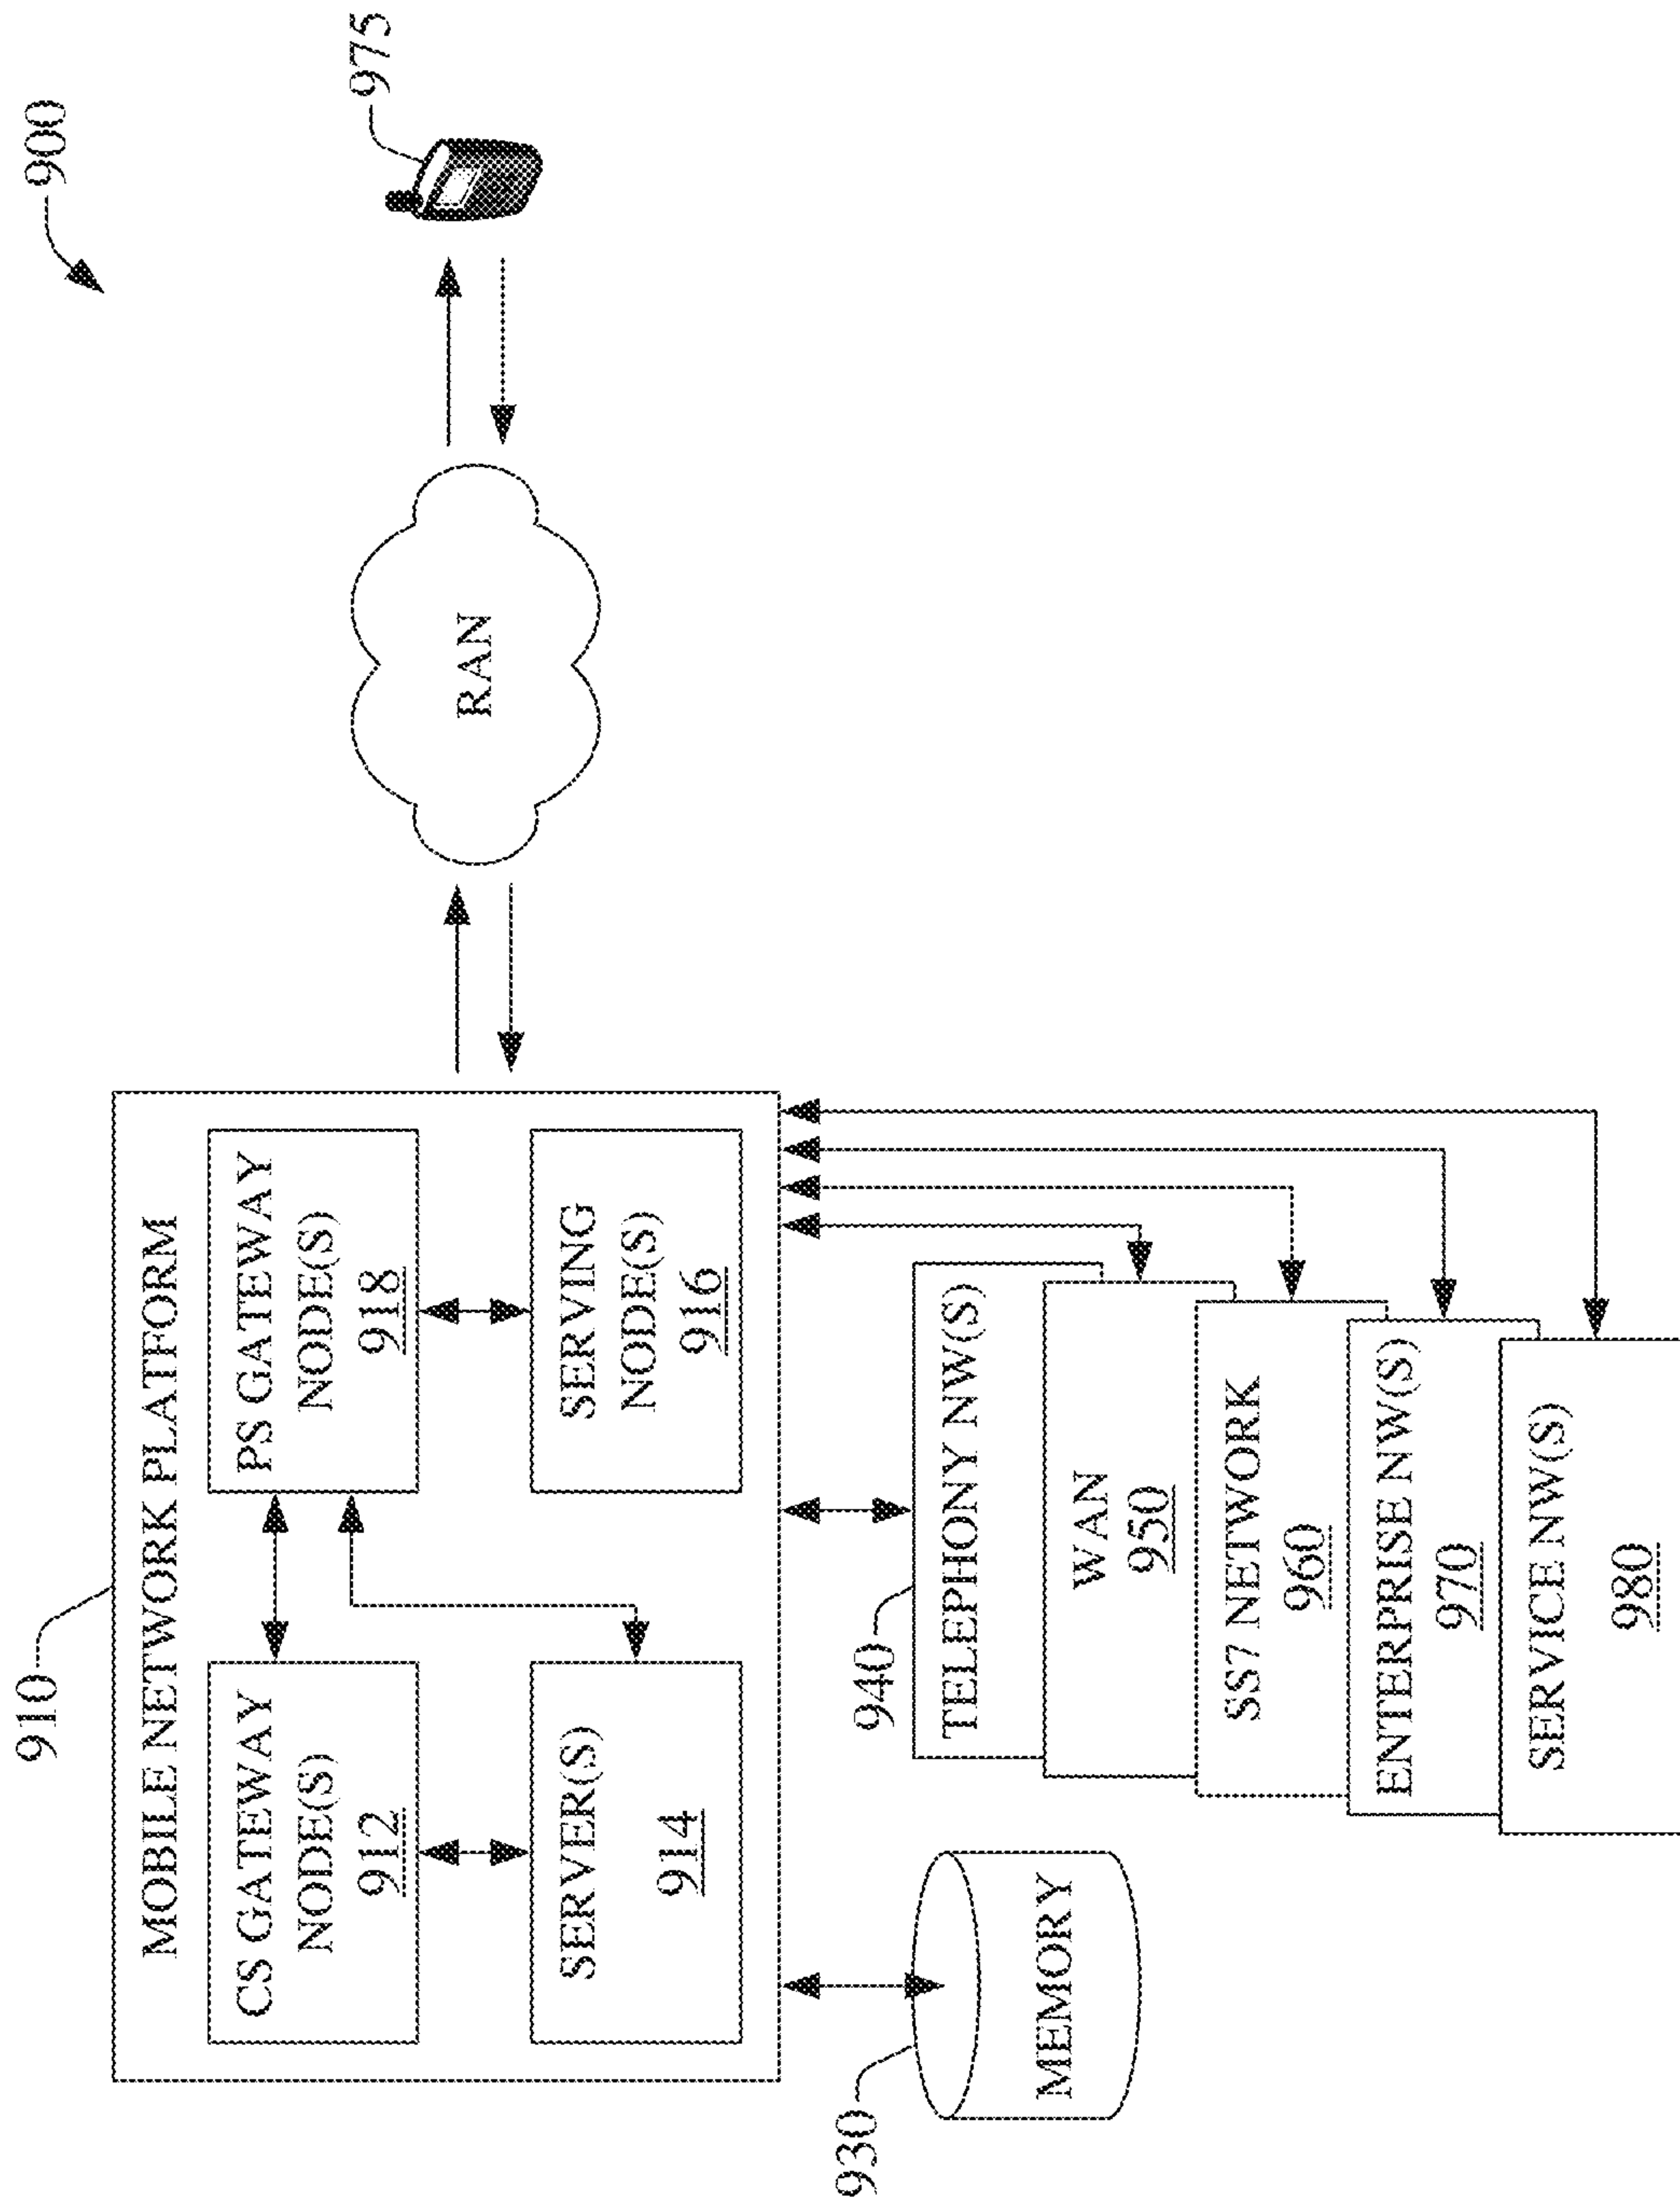 900
910
MOBILE NETWORK PLATFORM
CS GATEWAY
NODE(S)
912
PS GATEWAY
NODE(S)
918
SERVER(S)
914
SERVING
NODE(S)
916
RAN
975
930
MEMORY
940
TELEPHONY NW(S)
WAN
950
SS7 NETWORK
960
ENTERPRISE NW(S)
970
SERVICE NW(S)
980